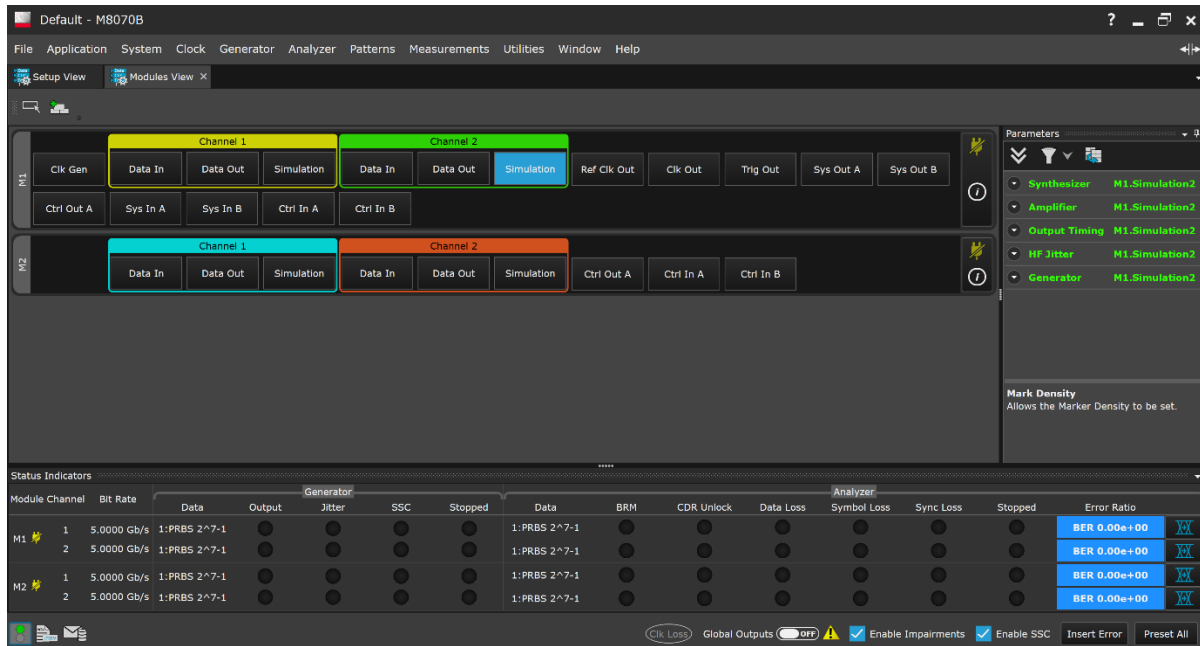 Default - M8070B ?
File Application System Clock Generator Analyzer Patterns Measurements Utilities Window Help
Setup View Modules View
Parameters
Channel 1 Channel 2
M1
Clk Gen Data In Data Out Simulation Data In Data Out Simulation Ref Clk Out Clk Out Trig Out Sys Out A Sys Out B
Ctrl Out A Sys In A Sys In B Ctrl In A Ctrl In B
Synthesizer M1.Simulation2
Amplifier M1.Simulation2
Output Timing M1.Simulation2
HF Jitter M1.Simulation2
Generator M1.Simulation2
Channel 1 Channel 2
M2
Data In Data Out Simulation Data In Data Out Simulation Ctrl Out A Ctrl In A Ctrl In B
Mark Density
Allows the Marker Density to be set.
Status Indicators
Generator Analyzer
Module Channel Bit Rate Data Output Jitter SSC Stopped Data BRM CDR Unlock Data Loss Symbol Loss Sync Loss Stopped Error Ratio
M1
1 5.0000 Gb/s 1:PRBS 2^7-1 1:PRBS 2^7-1 BER 0.00e+00
2 5.0000 Gb/s 1:PRBS 2^7-1 1:PRBS 2^7-1 BER 0.00e+00
M2
1 5.0000 Gb/s 1:PRBS 2^7-1 1:PRBS 2^7-1 BER 0.00e+00
2 5.0000 Gb/s 1:PRBS 2^7-1 1:PRBS 2^7-1 BER 0.00e+00
Clk Loss Global Outputs OFF Enable Impairments Enable SSC Insert Error Preset All